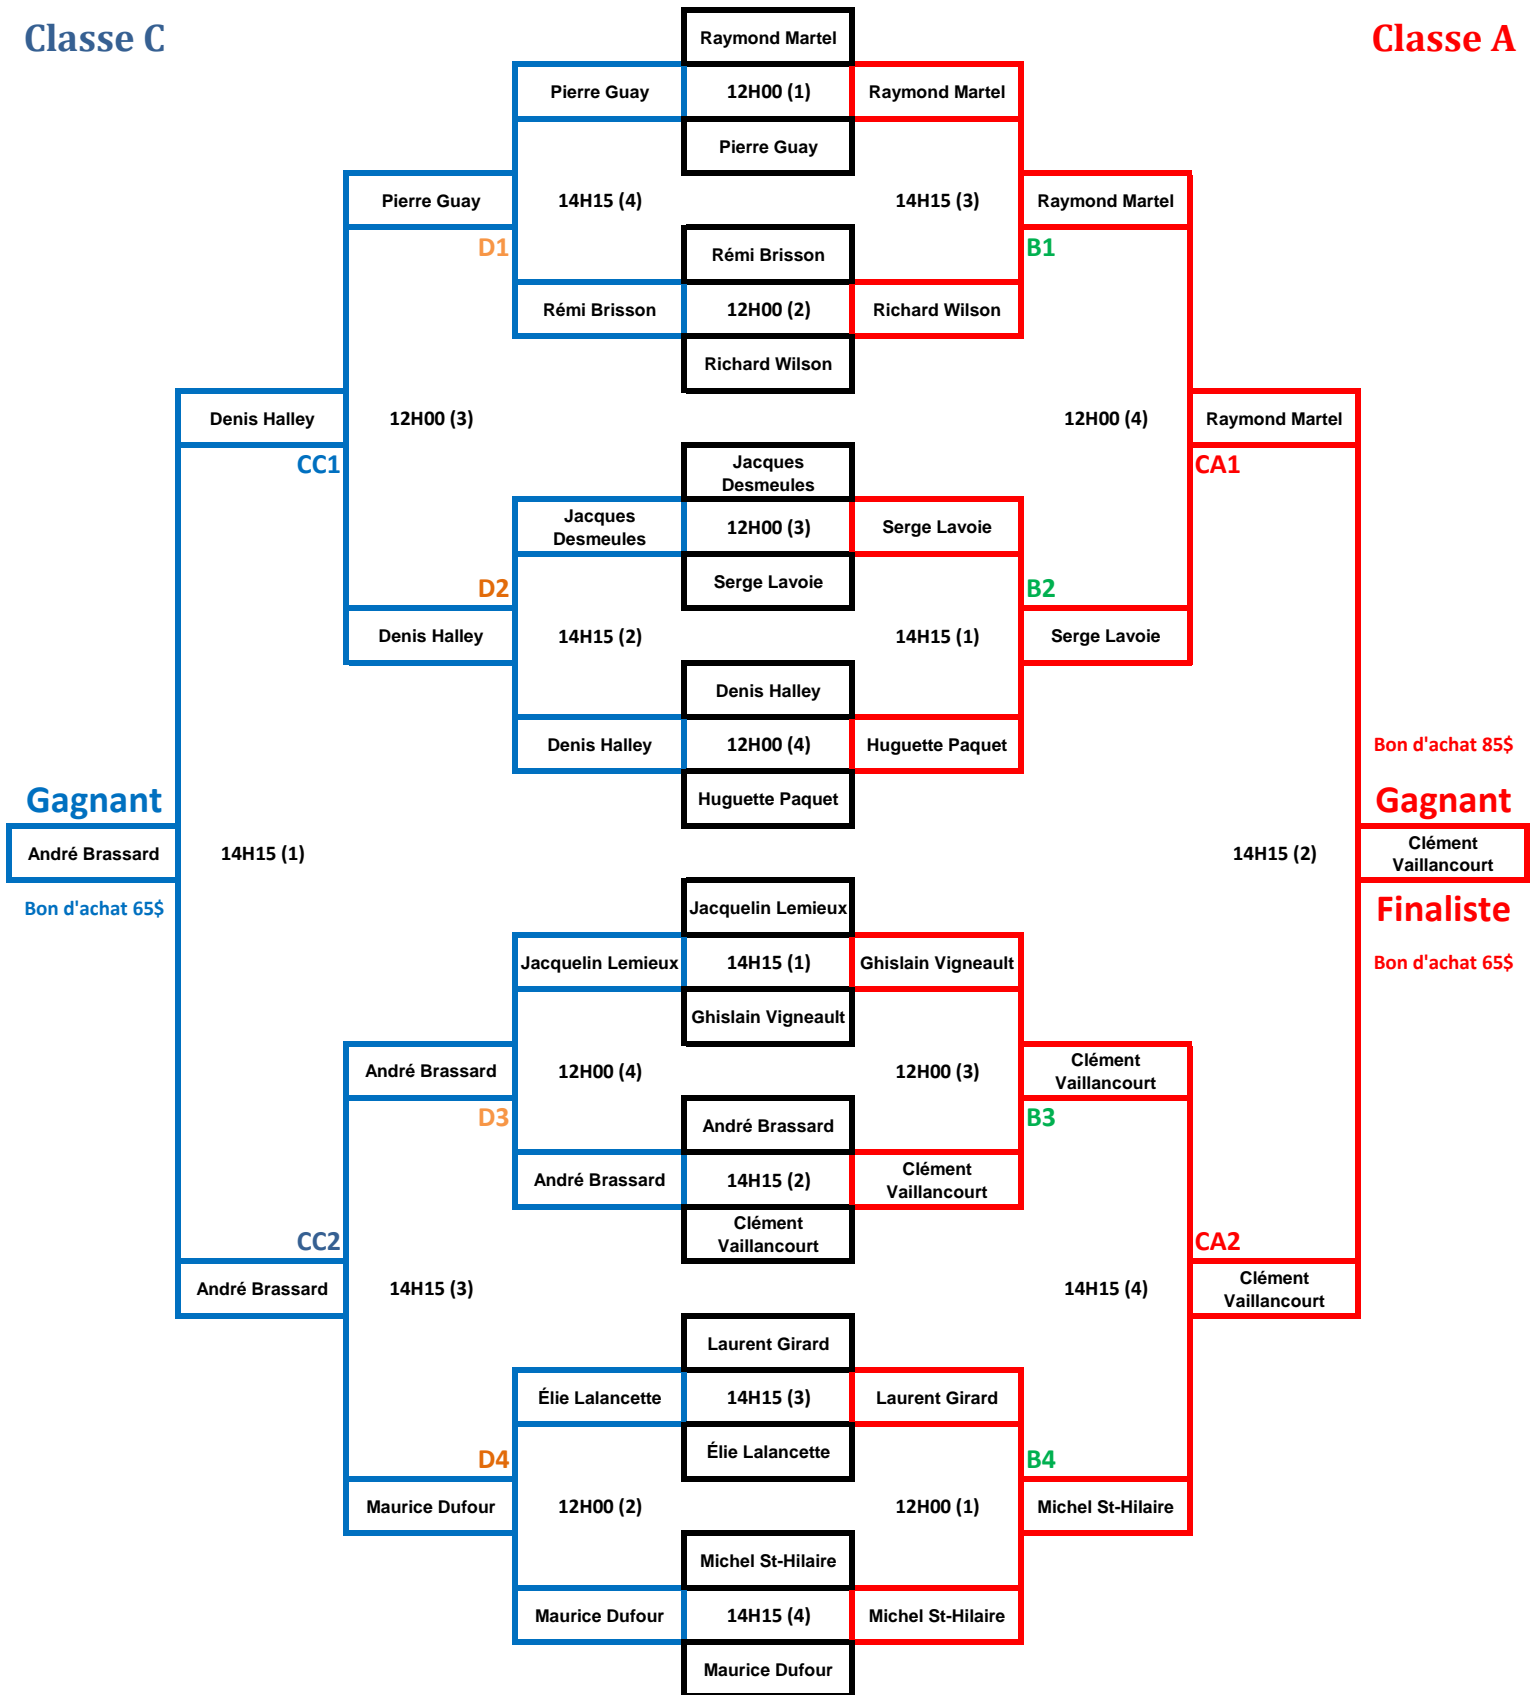 Classe C
Raymond Martel
Classe A
Pierre Guay
12H00 (1)
Raymond Martel
Pierre Guay
Pierre Guay
14H15 (4)
14H15 (3)
Raymond Martel
D1
Rémi Brisson
B1
Rémi Brisson
12H00 (2)
Richard Wilson
Richard Wilson
Denis Halley
12H00 (3)
12H00 (4)
Raymond Martel
CC1
Jacques
Desmeules
CA1
Jacques
Desmeules
12H00 (3)
Serge Lavoie
D2
Serge Lavoie
B2
Denis Halley
14H15 (2)
14H15 (1)
Serge Lavoie
Denis Halley
Denis Halley
12H00 (4)
Huguette Paquet
Bon d'achat 85$
Gagnant
Huguette Paquet
Gagnant
André Brassard
14H15 (1)
14H15 (2)
Clément
Vaillancourt
Bon d'achat 65$
Jacquelin Lemieux
Finaliste
Jacquelin Lemieux
14H15 (1)
Ghislain Vigneault
Bon d'achat 65$
Ghislain Vigneault
André Brassard
12H00 (4)
12H00 (3)
Clément
Vaillancourt
D3
André Brassard
B3
André Brassard
14H15 (2)
Clément
Vaillancourt
CC2
Clément
Vaillancourt
CA2
André Brassard
14H15 (3)
14H15 (4)
Clément
Vaillancourt
Laurent Girard
Élie Lalancette
14H15 (3)
Laurent Girard
D4
Élie Lalancette
B4
Maurice Dufour
12H00 (2)
12H00 (1)
Michel St-Hilaire
Michel St-Hilaire
Maurice Dufour
14H15 (4)
Michel St-Hilaire
Maurice Dufour